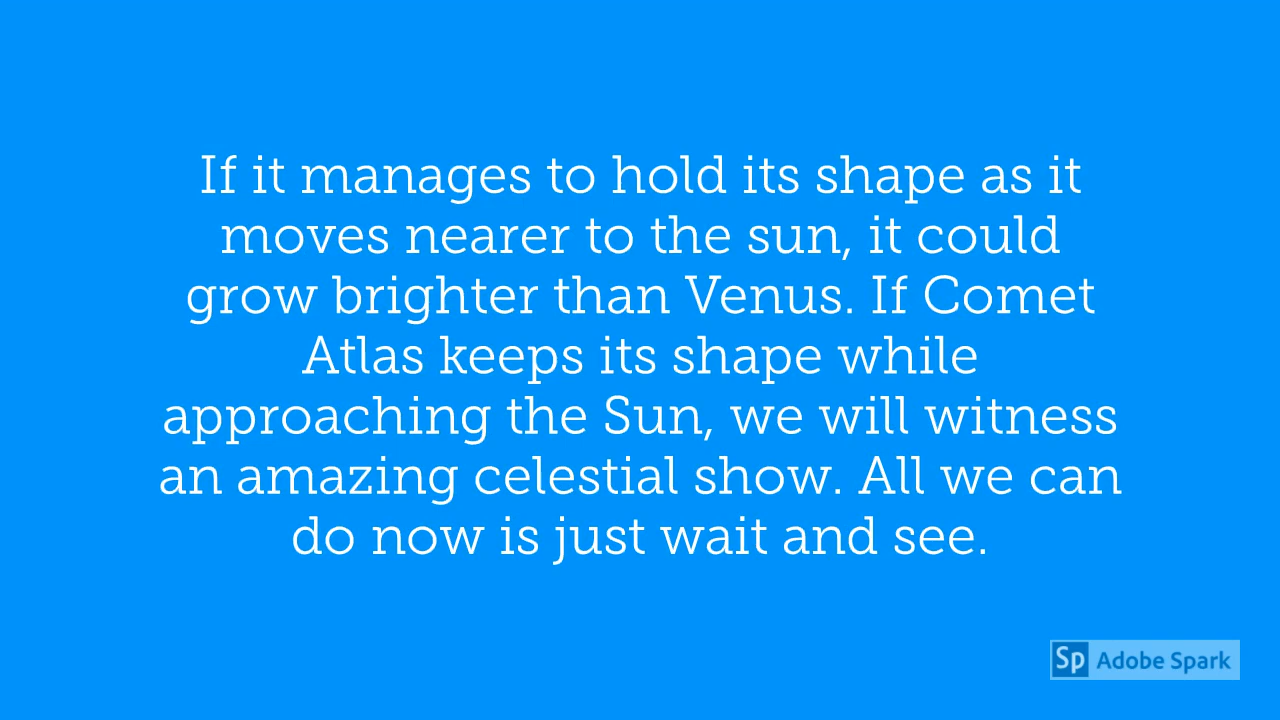 If it manages to hold its shape as it
moves nearer to the sun, it could
grow brighter than Venus. If Comet
Atlas keeps its shape while
approaching the Sun, we will witness
an amazing celestial show. All we can
do now is just wait and see.
Sp Adobe Spark